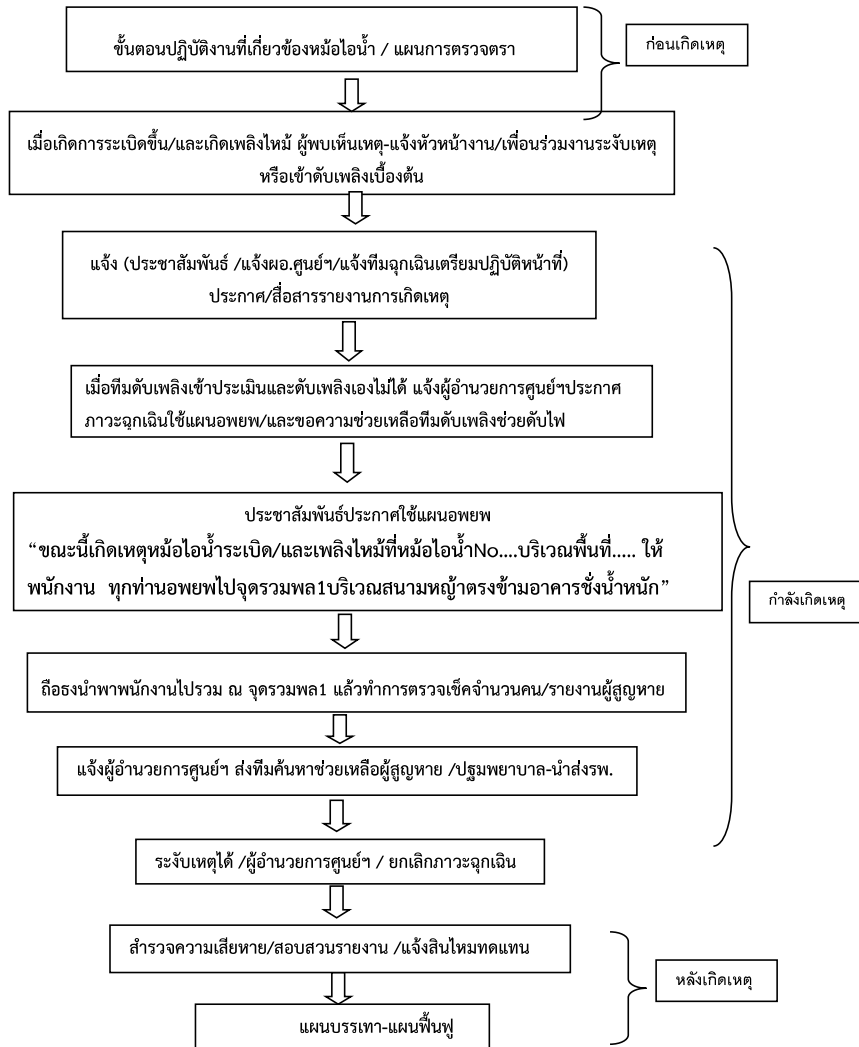 ขั้นตอนปฏิบัติงานที่เกี่ยวข้องหม้อไอน้ำ / แผนการตรวจตรา
ก่อนเกิดเหตุ
เมื่อเกิดการระเบิดขึ้น/และเกิดเพลิงไหม้ ผู้พบเห็นเหตุ-แจ้งหัวหน้างาน/เพื่อนร่วมงานระงับเหตุ
หรือเข้าดับเพลิงเบื้องต้น
แจ้ง (ประชาสัมพันธ์ /แจ้งผอ.ศูนย์ฯ/แจ้งทีมฉุกเฉินเตรียมปฏิบัติหน้าที่)
ประกาศ/สื่อสารรายงานการเกิดเหตุ
เมื่อทีมดับเพลิงเข้าประเมินและดับเพลิงเองไม่ได้ แจ้งผู้อำนวยการศูนย์ฯประกาศ
ภาวะฉุกเฉินใช้แผนอพยพ/และขอความช่วยเหลือทีมดับเพลิงช่วยดับไฟ
ประชาสัมพันธ์ประกาศใช้แผนอพยพ
“ขณะนี้เกิดเหตุหม้อไอน้ำระเบิด/และเพลิงไหม้ที่หม้อไอน้ำNo....บริเวณพื้นที่..... ให้
พนักงาน ทุกท่านอพยพไปจุดรวมพล1บริเวณสนามหญ้าตรงข้ามอาคารชั่งน้ำหนัก”
กำลังเกิดเหตุ
ถือธงนำพาพนักงานไปรวม ณ จุดรวมพล1 แล้วทำการตรวจเช็คจำนวนคน/รายงานผู้สูญหาย
แจ้งผู้อำนวยการศูนย์ฯ ส่งทีมค้นหาช่วยเหลือผู้สูญหาย /ปฐมพยาบาล-นำส่งรพ.
ระงับเหตุได้ /ผู้อำนวยการศูนย์ฯ / ยกเลิกภาวะฉุกเฉิน
สำรวจความเสียหาย/สอบสวนรายงาน /แจ้งสินไหมทดแทน
หลังเกิดเหตุ
แผนบรรเทา-แผนฟื้นฟู